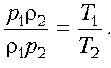 p₁ρ₂ / ρ₁p₂ = T₁ / T₂ .